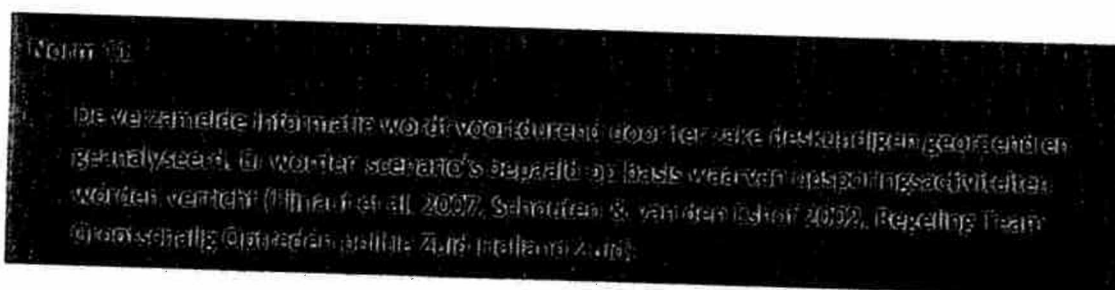 Norm 11:
De verzamelde informatie wordt voortdurend door ter zake deskundigen geordend en
geanalyseerd. Er worden scenario's bepaald op basis waarvan opsporingsactiviteiten
worden verricht (Fijnaut et al. 2007, Schouten & van den Eshof 2002, Regeling Team
Grootschalig Optreden politie Zuid Holland Zuid).